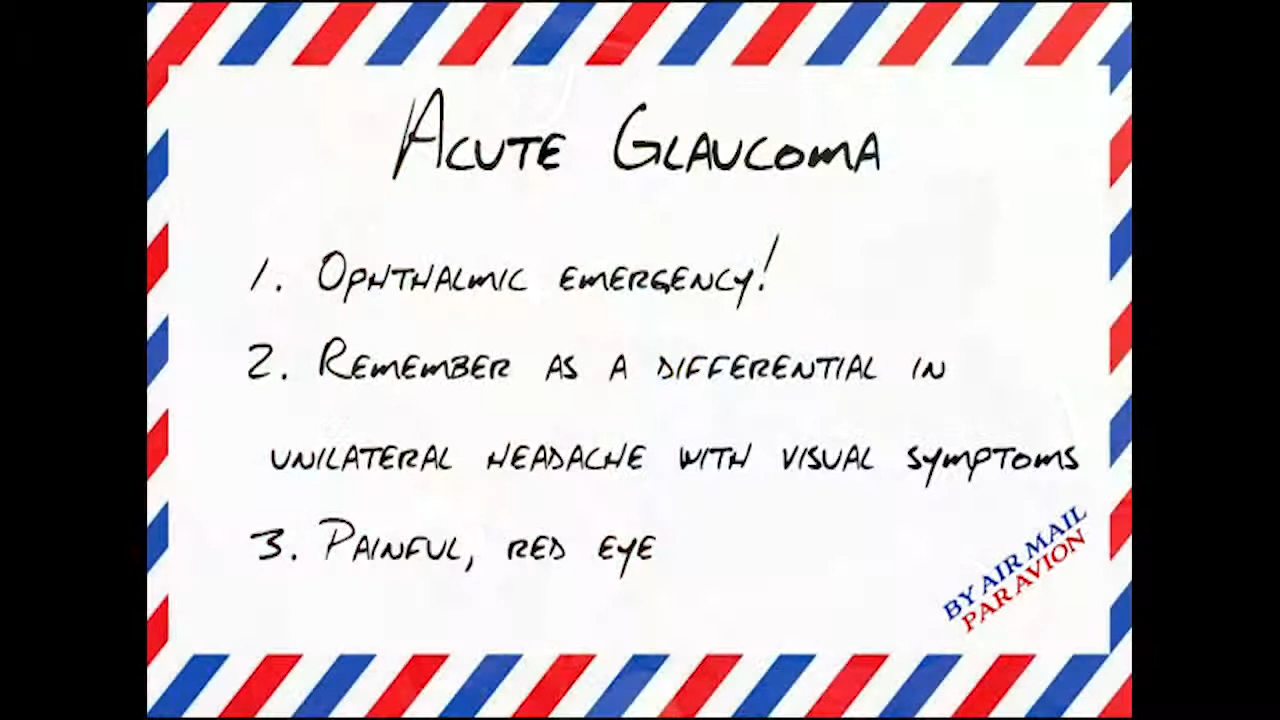 ACUTE GLAUCOMA
1. OPHTHALMIC EMERGENCY!
2. REMEMBER AS A DIFFERENTIAL IN
UNILATERAL HEADACHE WITH VISUAL SYMPTOMS
3. PAINFUL, RED EYE
BY AIR MAIL
PAR AVION